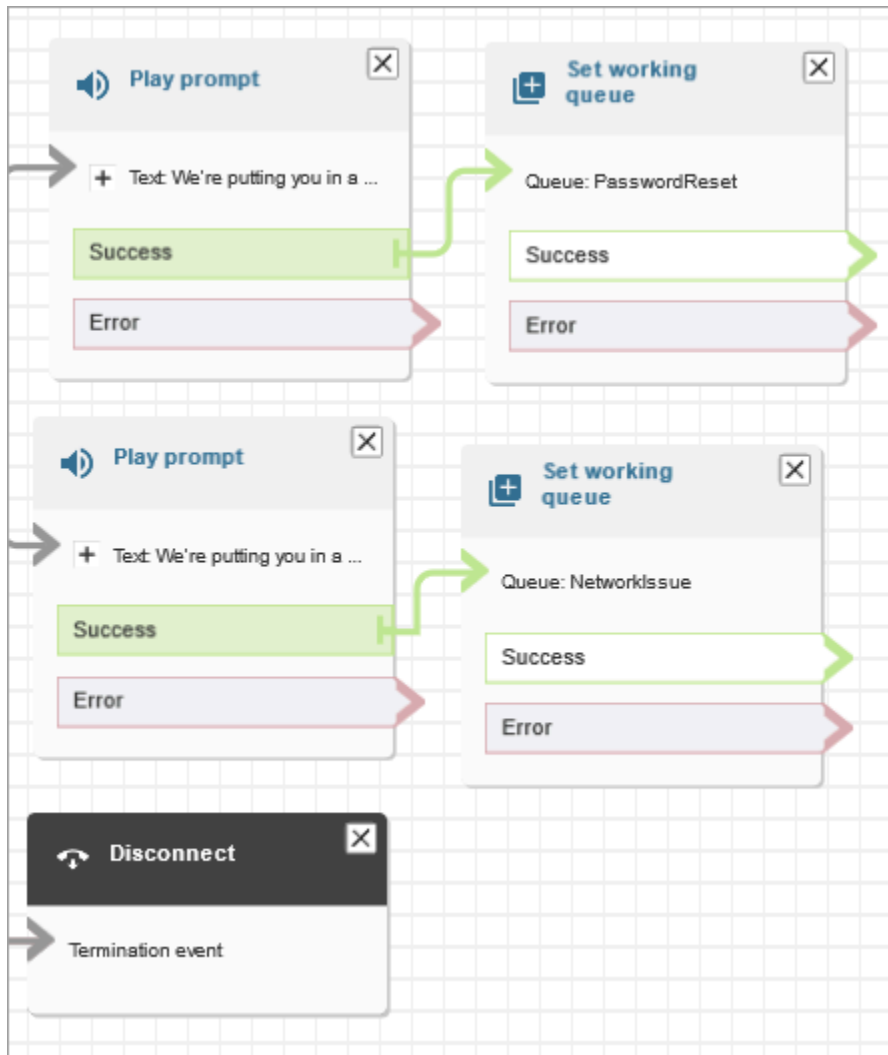 Play prompt
Text: We're putting you in a ...
Success
Error
Set working
queue
Queue: PasswordReset
Success
Error
Play prompt
Text: We're putting you in a ...
Success
Error
Set working
queue
Queue: NetworkIssue
Success
Error
Disconnect
Termination event